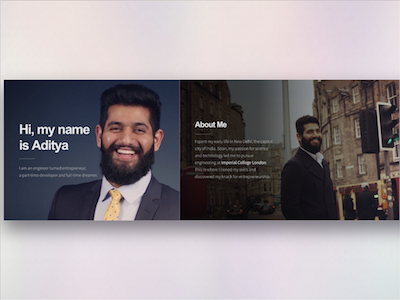 Hi, my name
is Aditya
I am an engineer turned entrepreneur,
a part-time developer and full-time dreamer.
About Me
I spent my early life in New Delhi, the capital
city of India. Soon, my passion for science
and technology led me to pursue
engineering at Imperial College London.
This is where I honed my skills and
discovered my knack for entrepreneurship.